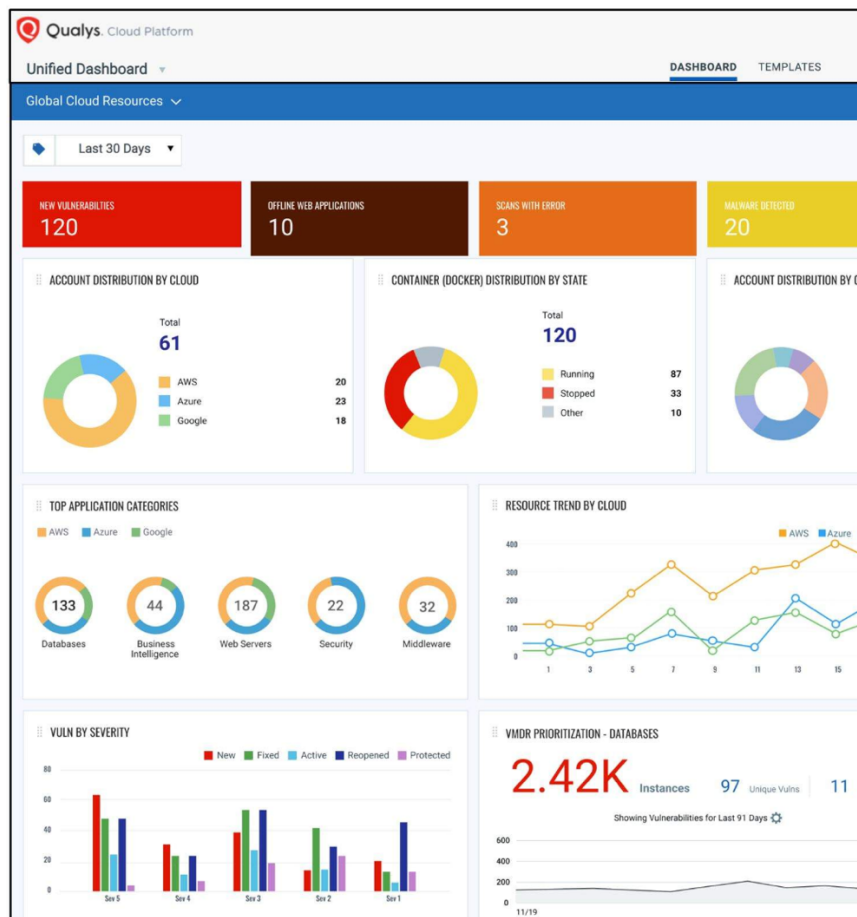 Qualys. Cloud Platform
Unified Dashboard
DASHBOARD TEMPLATES
Global Cloud Resources
Last 30 Days
NEW VULNERABILTIES
120
OFFLINE WEB APPLICATIONS
10
SCANS WITH ERROR
3
MALWARE DETECTED
20
ACCOUNT DISTRIBUTION BY CLOUD
Total
61
AWS 20
Azure 23
Google 18
CONTAINER (DOCKER) DISTRIBUTION BY STATE
Total
120
Running 87
Stopped 33
Other 10
ACCOUNT DISTRIBUTION BY
TOP APPLICATION CATEGORIES
AWS Azure Google
133 44 187 22 32
Databases Business Intelligence Web Servers Security Middleware
RESOURCE TREND BY CLOUD
AWS Azure
400
300
200
100
0
1 3 5 7 9 11 13 15
VULN BY SEVERITY
New Fixed Active Reopened Protected
80
60
40
20
0
Sev 5 Sev 4 Sev 3 Sev 2 Sev 1
VMDR PRIORITIZATION - DATABASES
2.42K Instances 97 Unique Vulns 11
Showing Vulnerabilities for Last 91 Days
600
400
200
0
11/19